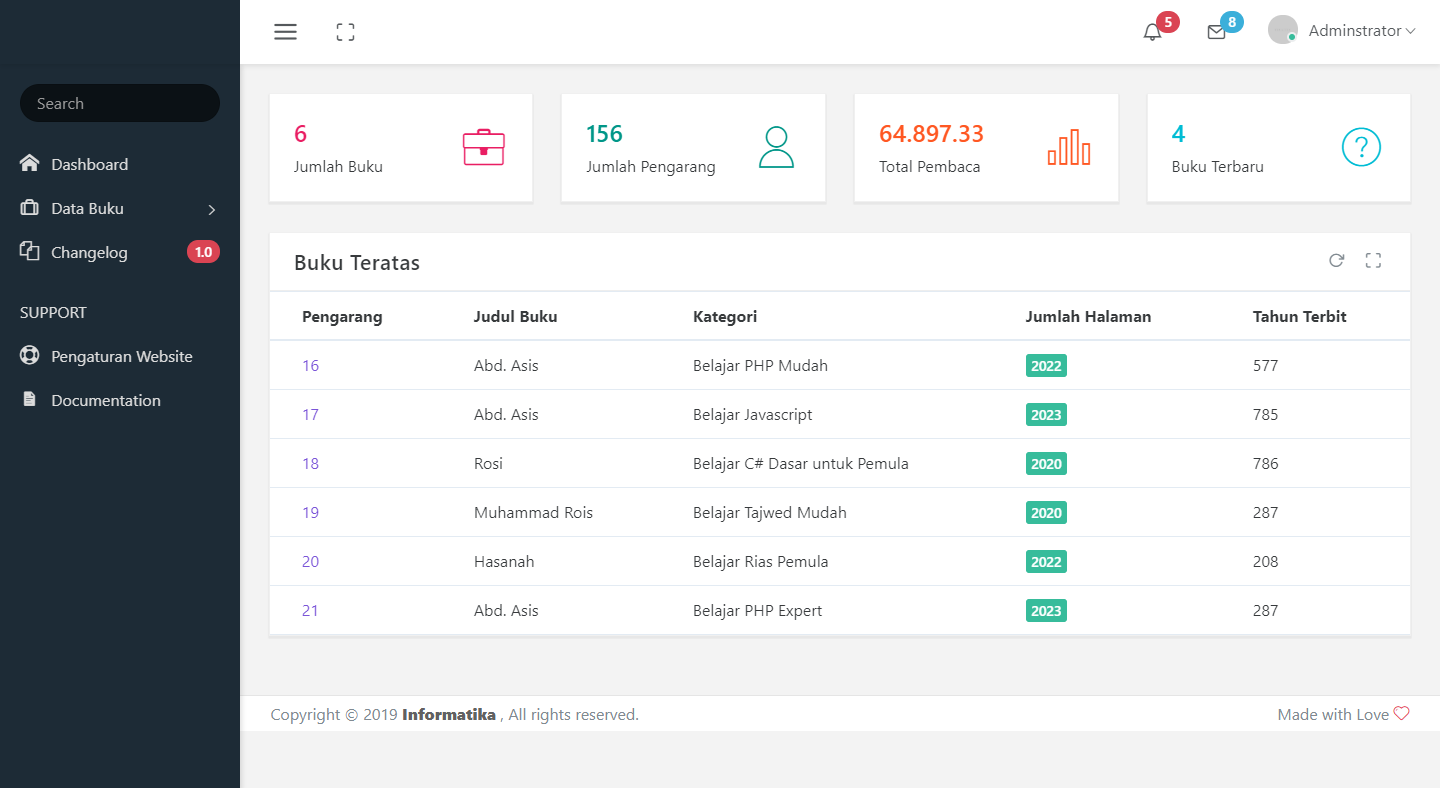 5
8
Adminstrator
Search
Dashboard
Data Buku
Changelog 1.0
SUPPORT
Pengaturan Website
Documentation
6
Jumlah Buku
156
Jumlah Pengarang
64.897.33
Total Pembaca
4
Buku Terbaru
Buku Teratas
Pengarang Judul Buku Kategori Jumlah Halaman Tahun Terbit
16 Abd. Asis Belajar PHP Mudah 2022 577
17 Abd. Asis Belajar Javascript 2023 785
18 Rosi Belajar C# Dasar untuk Pemula 2020 786
19 Muhammad Rois Belajar Tajwed Mudah 2020 287
20 Hasanah Belajar Rias Pemula 2022 208
21 Abd. Asis Belajar PHP Expert 2023 287
Copyright © 2019 Informatika , All rights reserved.
Made with Love